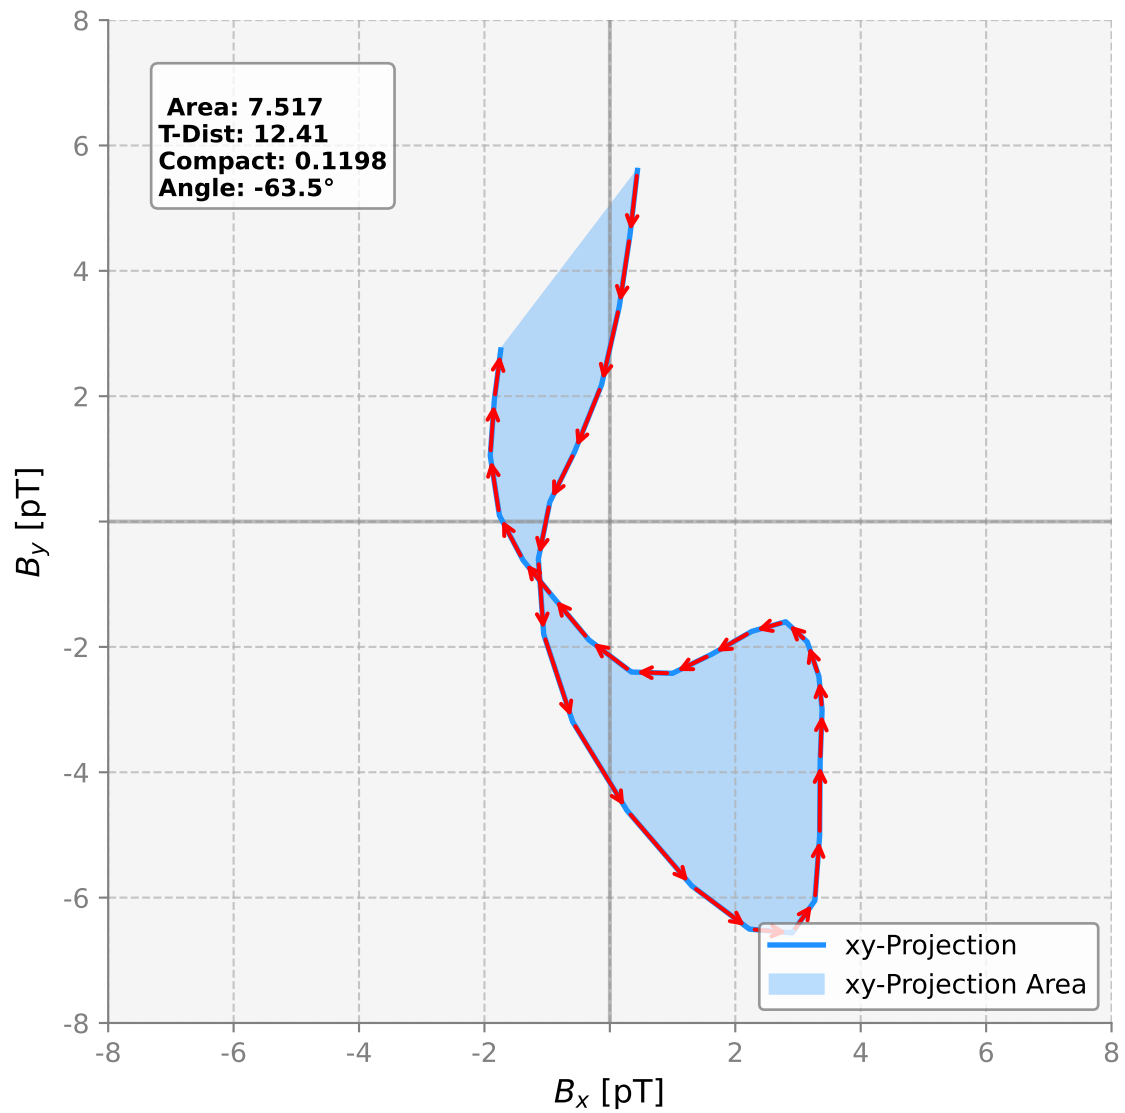 8
Area: 7.517
T-Dist: 12.41
Compact: 0.1198
Angle: -63.5°
6
4
2
-2
-4
-6
-8
B_y [pT]
xy-Projection
xy-Projection Area
-8 -6 -4 -2 2 4 6 8
B_x [pT]